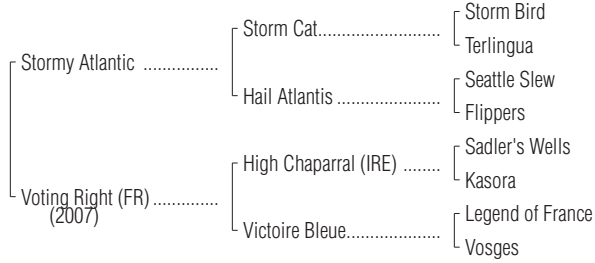 Storm Bird
Storm Cat..........................
Terlingua
Stormy Atlantic ................
Seattle Slew
Hail Atlantis ......................
Flippers
Sadler's Wells
High Chaparral (IRE) ........
Kasora
Voting Right (FR)..............
(2007)
Legend of France
Victoire Bleue....................
Vosges